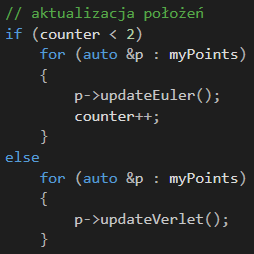 // aktualizacja położeń
if (counter < 2)
    for (auto &p : myPoints)
    {
        p->updateEuler();
        counter++;
    }
else
    for (auto &p : myPoints)
    {
        p->updateVerlet();
    }